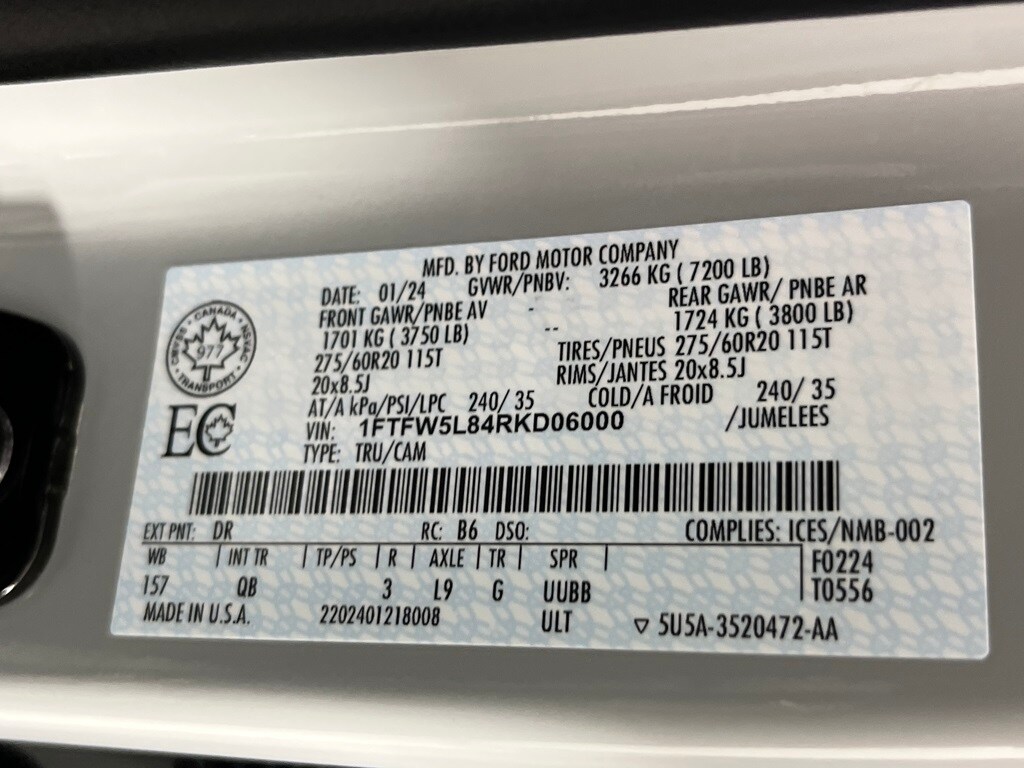 MFD. BY FORD MOTOR COMPANY
DATE: 01/24 GVWR/PNBV: 3266 KG ( 7200 LB)
FRONT GAWR/PNBE AV REAR GAWR/ PNBE AR
1701 KG ( 3750 LB) -- 1724 KG ( 3800 LB)
275/60R20 115T TIRES/PNEUS 275/60R20 115T
20x8.5J RIMS/JANTES 20x8.5J
AT/A kPa/PSI/LPC 240/ 35 COLD/A FROID 240/ 35
VIN: 1FTFW5L84RKD06000 /JUMELEES
TYPE: TRU/CAM
CANADA
NSVAC
TRANSPORT
977
EC
EXT PNT: DR RC: B6 DSO: COMPLIES: ICES/NMB-002
WB | INT TR | TP/PS | R | AXLE | TR | SPR | F0224
157 QB 3 L9 G UUBB T0556
MADE IN U.S.A. 2202401218008 ULT ▽ 5U5A-3520472-AA